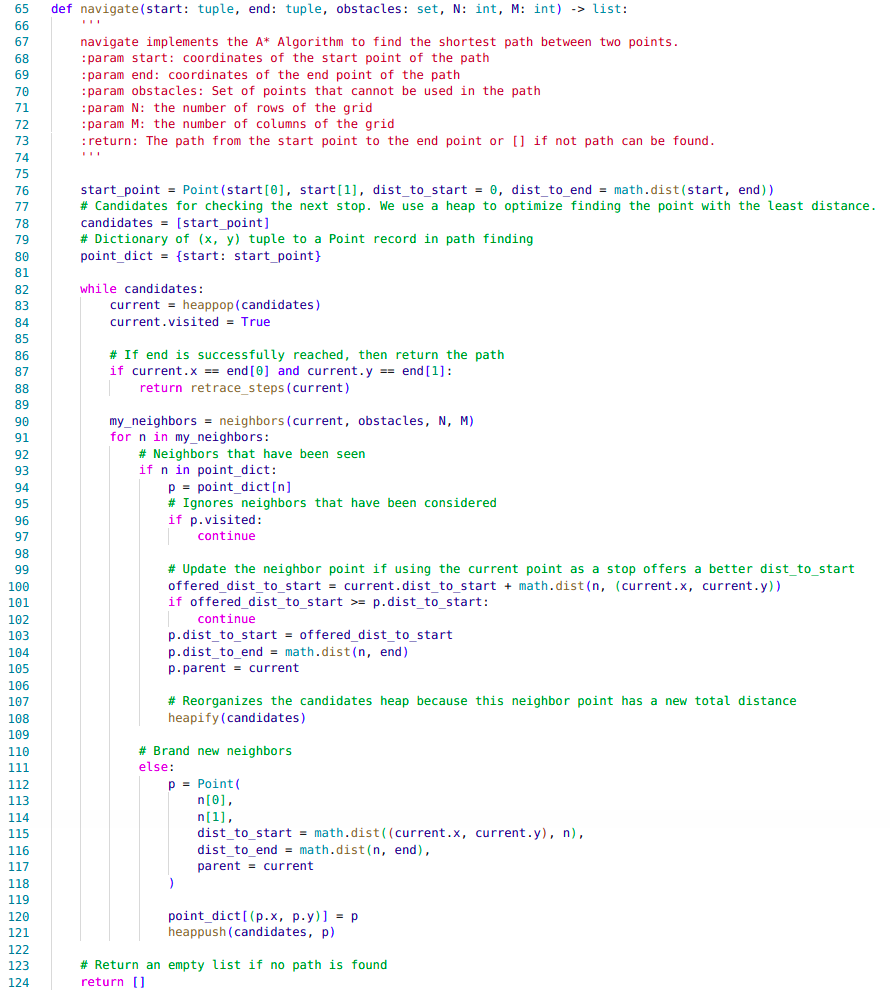 65 def navigate(start: tuple, end: tuple, obstacles: set, N: int, M: int) -> list:
66     '''
67     navigate implements the A* Algorithm to find the shortest path between two points.
68     :param start: coordinates of the start point of the path
69     :param end: coordinates of the end point of the path
70     :param obstacles: Set of points that cannot be used in the path
71     :param N: the number of rows of the grid
72     :param M: the number of columns of the grid
73     :return: The path from the start point to the end point or [] if not path can be found.
74     '''
75
76     start_point = Point(start[0], start[1], dist_to_start = 0, dist_to_end = math.dist(start, end))
77     # Candidates for checking the next stop. We use a heap to optimize finding the point with the least distance.
78     candidates = [start_point]
79     # Dictionary of (x, y) tuple to a Point record in path finding
80     point_dict = {start: start_point}
81
82     while candidates:
83         current = heappop(candidates)
84         current.visited = True
85
86         # If end is successfully reached, then return the path
87         if current.x == end[0] and current.y == end[1]:
88             return retrace_steps(current)
89
90         my_neighbors = neighbors(current, obstacles, N, M)
91         for n in my_neighbors:
92             # Neighbors that have been seen
93             if n in point_dict:
94                 p = point_dict[n]
95                 # Ignores neighbors that have been considered
96                 if p.visited:
97                     continue
98
99                 # Update the neighbor point if using the current point as a stop offers a better dist_to_start
100                 offered_dist_to_start = current.dist_to_start + math.dist(n, (current.x, current.y))
101                 if offered_dist_to_start >= p.dist_to_start:
102                     continue
103                 p.dist_to_start = offered_dist_to_start
104                 p.dist_to_end = math.dist(n, end)
105                 p.parent = current
106
107                 # Reorganizes the candidates heap because this neighbor point has a new total distance
108                 heapify(candidates)
109
110             # Brand new neighbors
111             else:
112                 p = Point(
113                     n[0],
114                     n[1],
115                     dist_to_start = math.dist((current.x, current.y), n),
116                     dist_to_end = math.dist(n, end),
117                     parent = current
118                 )
119
120                 point_dict[(p.x, p.y)] = p
121                 heappush(candidates, p)
122
123     # Return an empty list if no path is found
124     return []